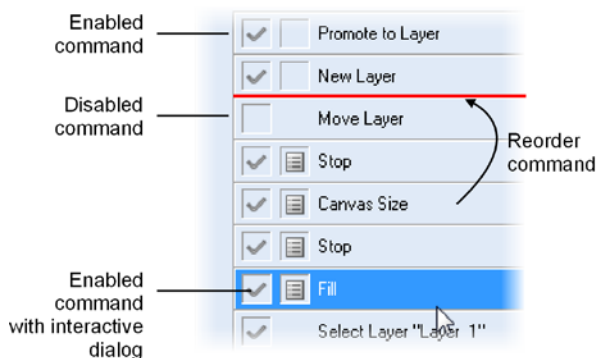 Enabled
command
Promote to Layer
New Layer
Disabled
command
Move Layer
Reorder
command
Stop
Canvas Size
Stop
Enabled
command
with interactive
dialog
Fill
Select Layer "Layer 1"